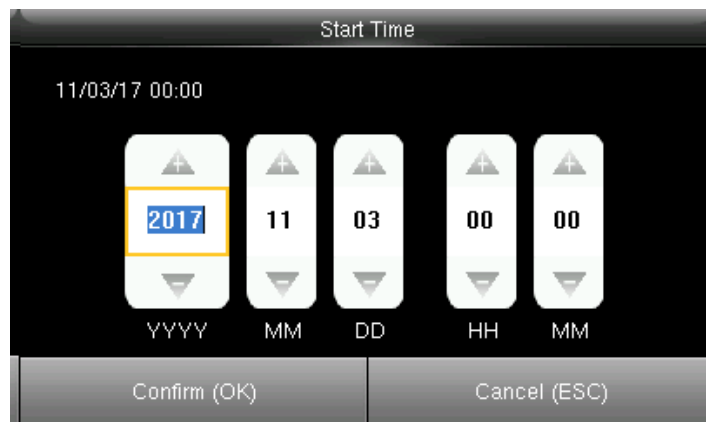 Start Time
11/03/17 00:00
2017 11 03 00 00
YYYY MM DD HH MM
Confirm (OK) Cancel (ESC)